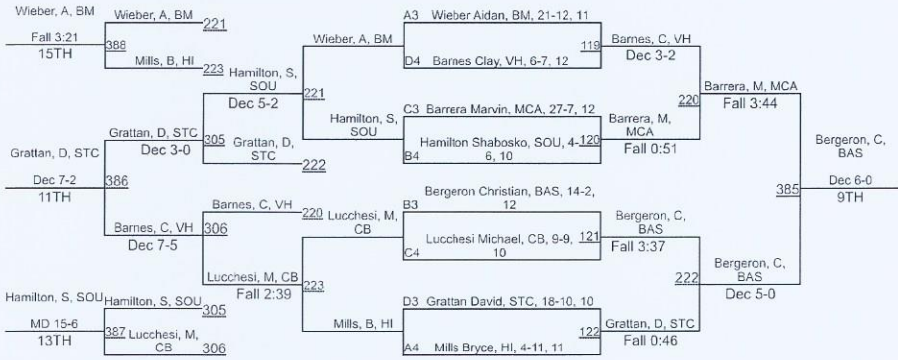 Wieber, A, BM
Fall 3:21
15TH
388
Wieber, A, BM
221
Mills, B, HI
223
Grattan, D, STC
Dec 7-2
11TH
386
Grattan, D, STC
Dec 3-0
305
Hamilton, S,
SOU
Dec 5-2
221
Grattan, D,
STC
222
Barnes, C, VH
Dec 7-5
306
Barnes, C, VH
220
Lucchesi, M, CB
Fall 2:39
223
Hamilton, S, SOU
MD 15-6
13TH
387
Hamilton, S, SOU
305
Lucchesi, M,
CB
306
Wieber, A, BM
Hamilton, S,
SOU
Lucchesi, M,
CB
Mills, B, HI
A3 Wieber Aidan, BM, 21-12, 11
119
D4 Barnes Clay, VH, 6-7, 12
Barnes, C, VH
Dec 3-2
C3 Barrera Marvin, MCA, 27-7, 12
Hamilton Shabosko, SOU, 4-
6, 10
120
B4
Barrera, M,
MCA
Fall 0:51
220
Barrera, M, MCA
Fall 3:44
B3
Bergeron Christian, BAS, 14-2,
12
Lucchesi Michael, CB, 9-9,
10
121
C4
Bergeron, C,
BAS
Fall 3:37
D3 Grattan David, STC, 18-10, 10
122
A4 Mills Bryce, HI, 4-11, 11
Grattan, D, STC
Fall 0:46
222
Bergeron, C,
BAS
Dec 5-0
385
Bergeron, C,
BAS
Dec 6-0
9TH